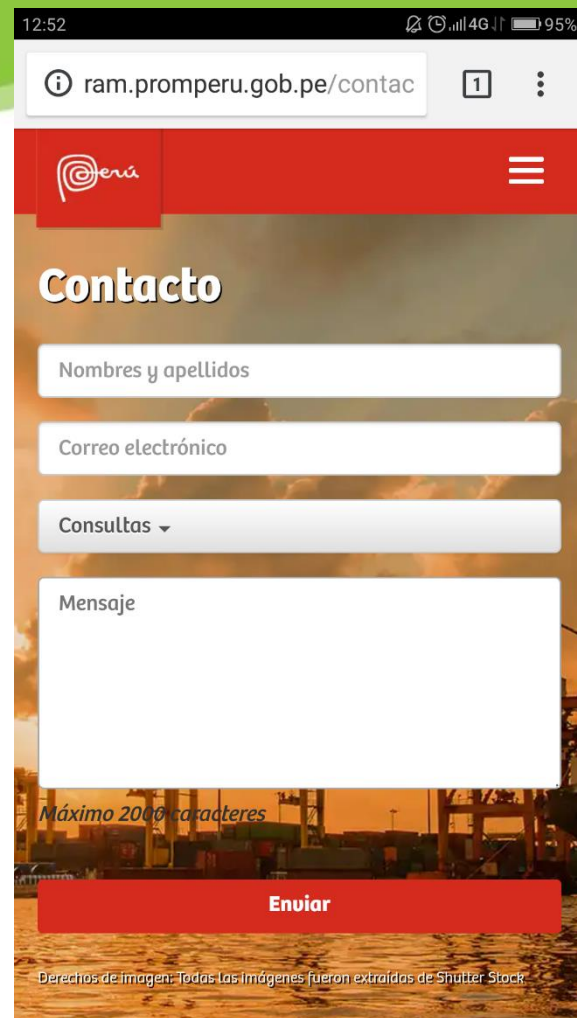 12:52
4G 95%
ram.promperu.gob.pe/contac
1
Perú
Contacto
Nombres y apellidos
Correo electrónico
Consultas
Mensaje
Máximo 2000 caracteres
Enviar
Derechos de imagen: Todas las imágenes fueron extraídas de Shutter Stock